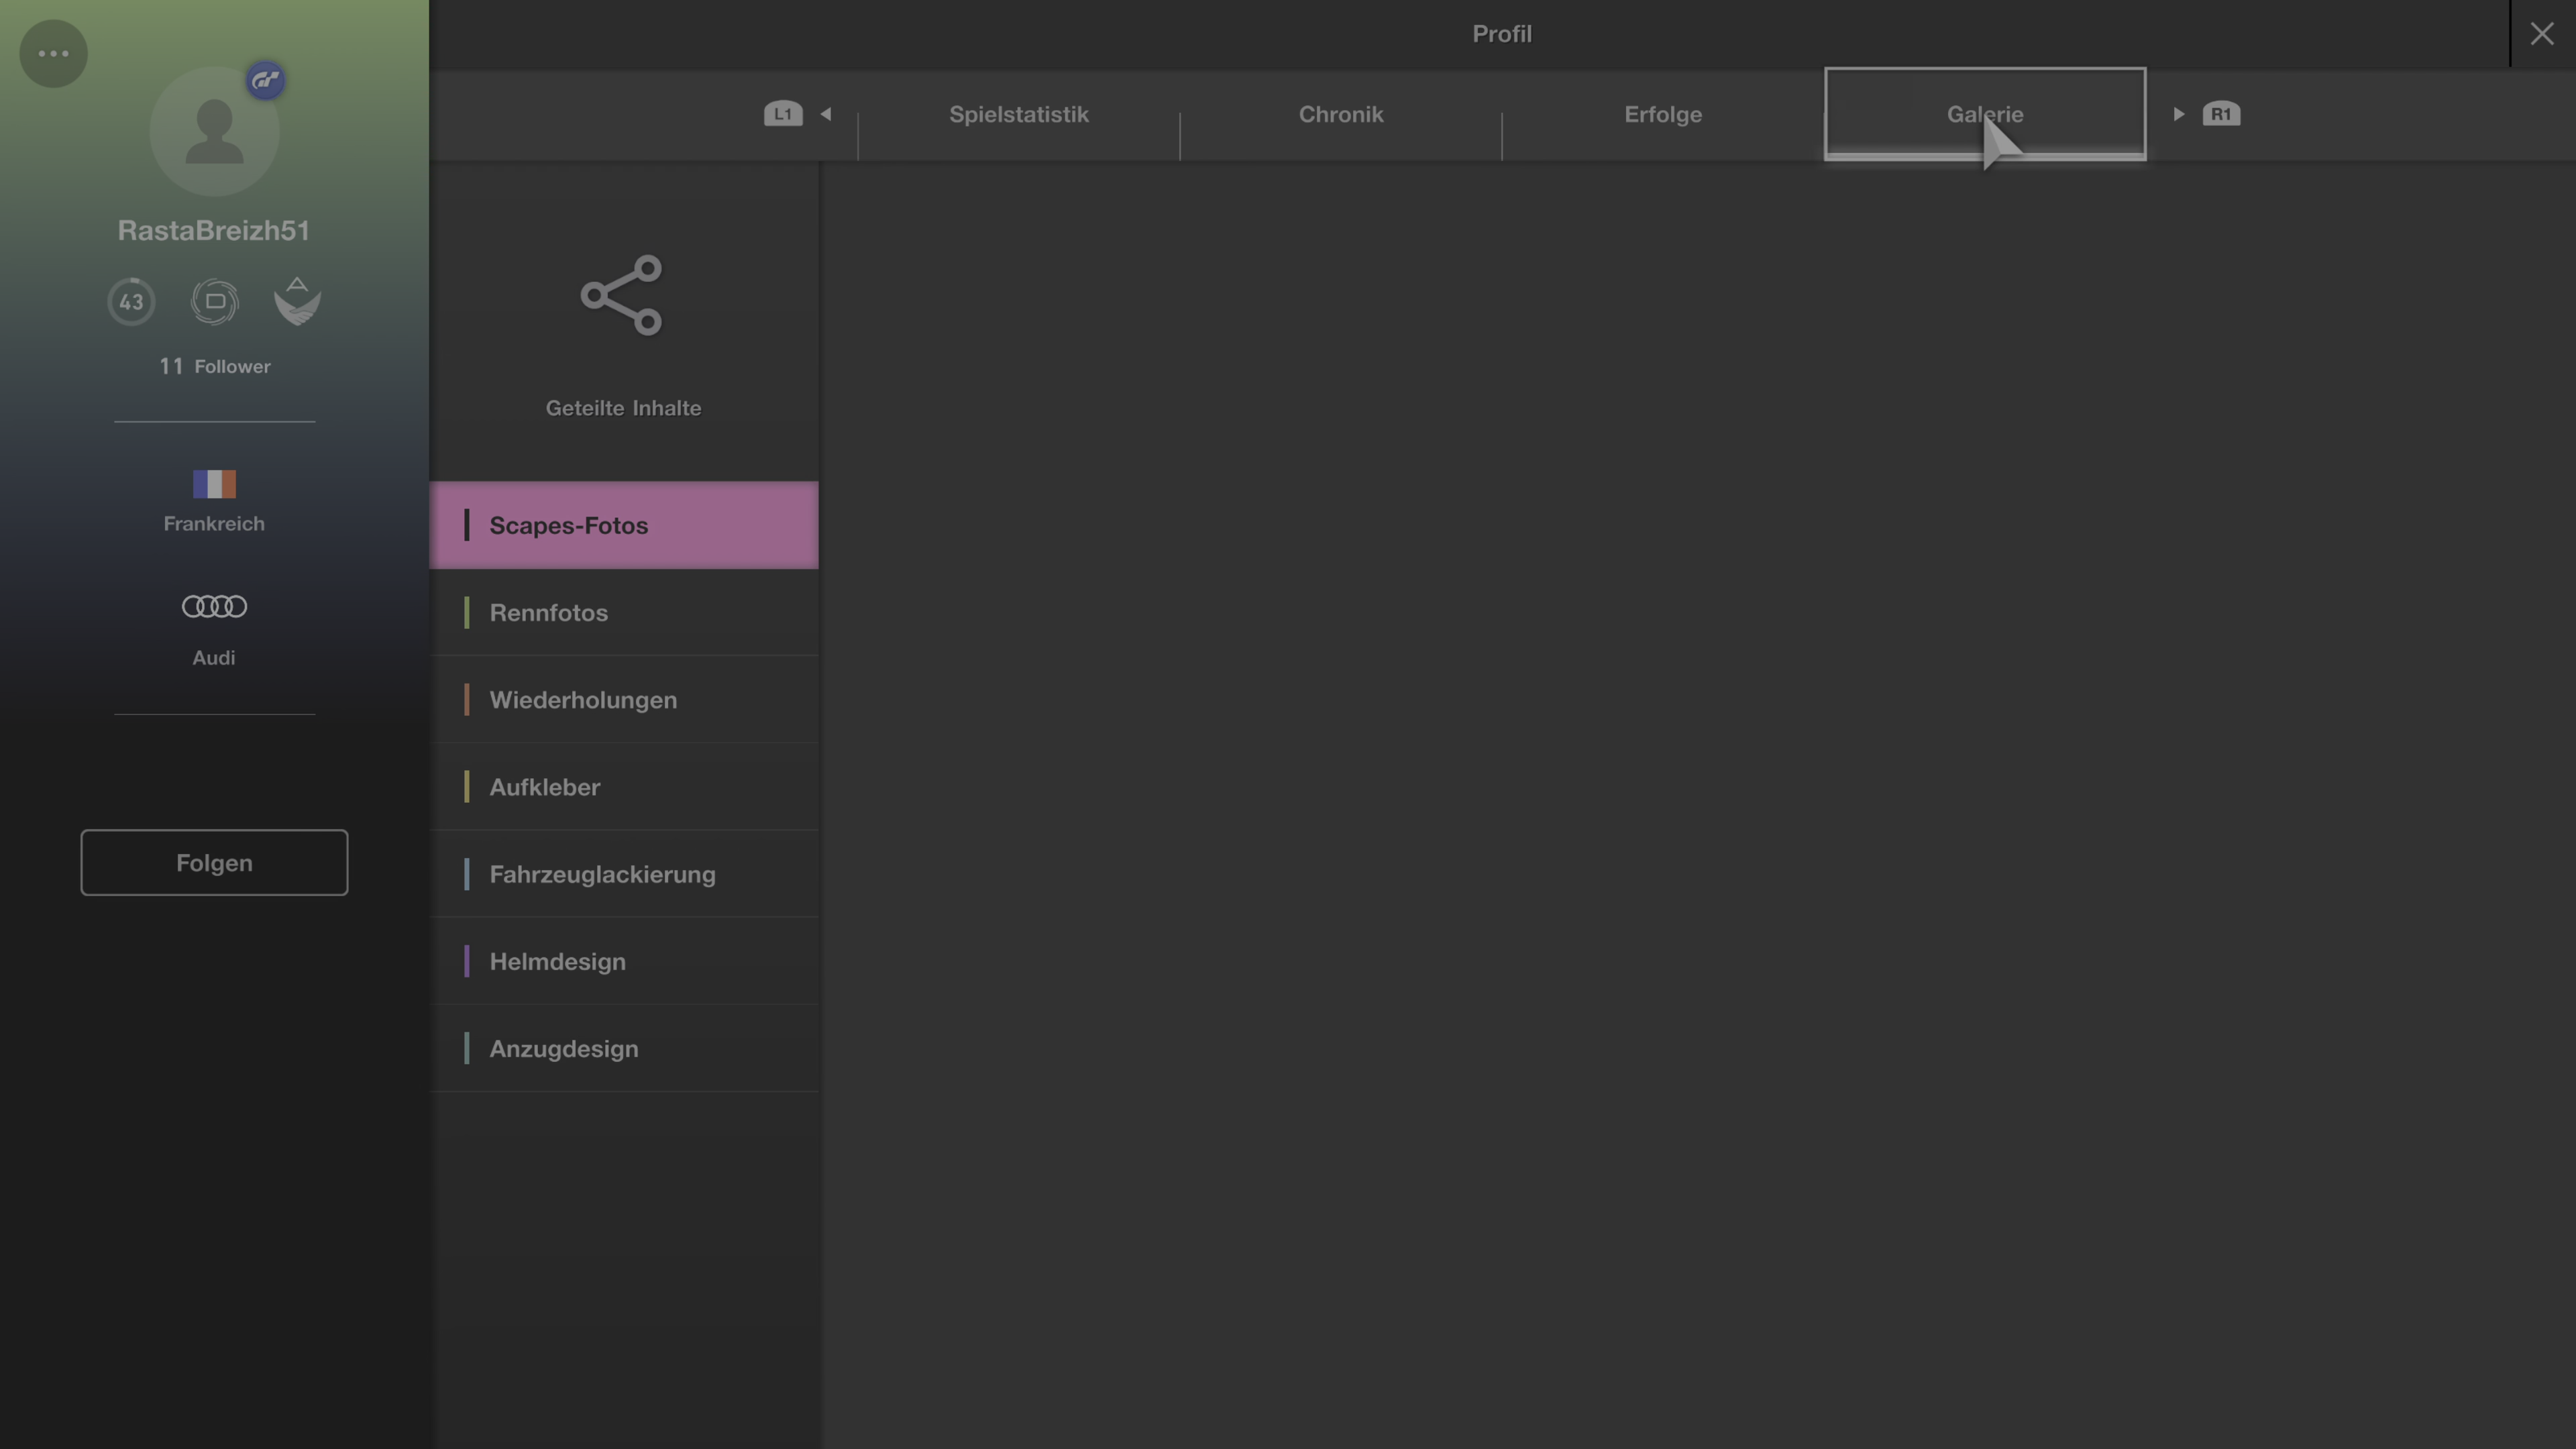 Profil
L1
Spielstatistik
Chronik
Erfolge
Galerie
R1
RastaBreizh51
43
D
A
11 Follower
Frankreich
Audi
Folgen
Geteilte Inhalte
Scapes-Fotos
Rennfotos
Wiederholungen
Aufkleber
Fahrzeuglackierung
Helmdesign
Anzugdesign